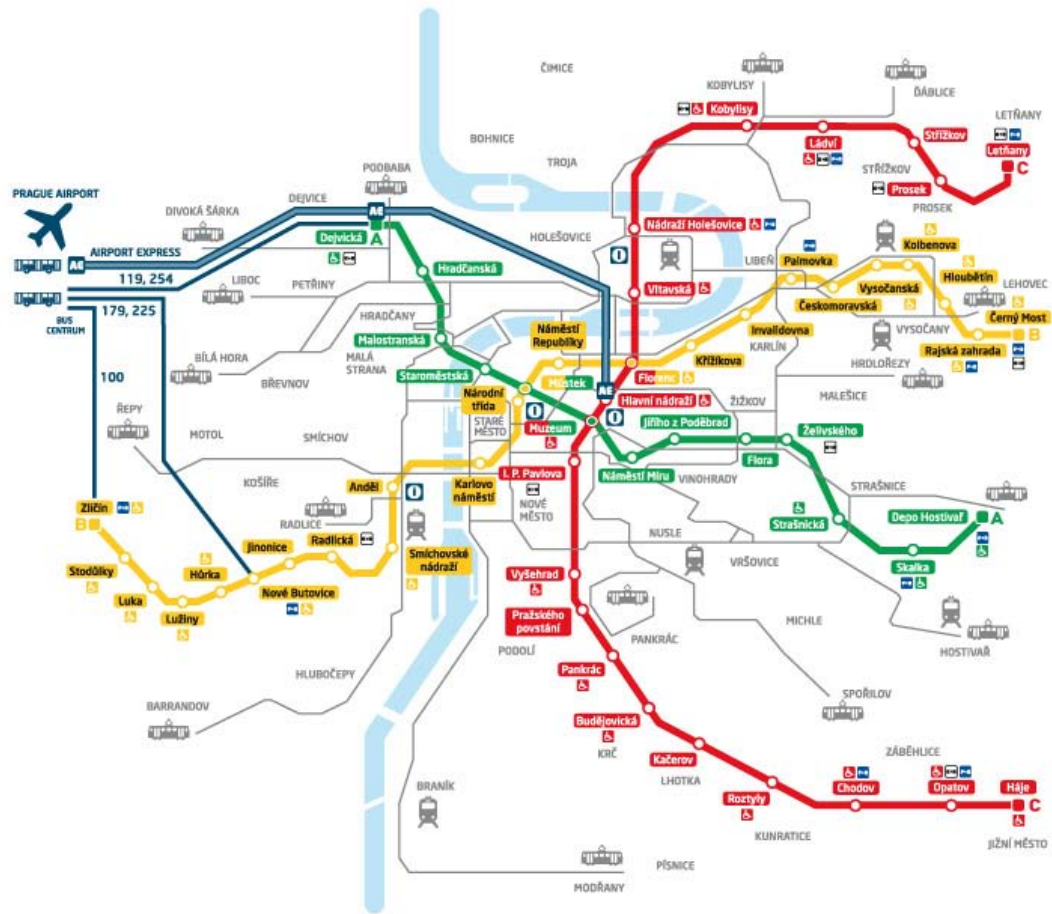 ČIMICE
KOBYLISY
ĎÁBLICE
Kobylisy
LETŇANY
Ládví
Střížkov
Letňany
C
BOHNICE
TROJA
STŘÍŽKOV
PODBABA
Prosek
PRAGUE AIRPORT
DEJVICE
AE
PROSEK
DIVOKÁ ŠÁRKA
Nádraží Holešovice
Dejvická
A
HOLEŠOVICE
Kolbenova
AIRPORT EXPRESS
AE
Palmovka
LIBEŇ
Hradčanská
Vysočanská
Hloubětín
119, 254
LIBOC
PETŘINY
Vltavská
Českomoravská
LEHOVEC
179, 225
BUS
CENTRUM
HRADČANY
Náměstí
Republiky
Invalidovna
Černý Most
B
VYSOČANY
Malostranská
KARLÍN
BÍLÁ HORA
MALÁ
STRANA
Křižíkova
Rajská zahrada
Staroměstská
HRDLOŘEZY
100
BŘEVNOV
Můstek
Florenc
Národní
třída
AE
Hlavní nádraží
ŽIŽKOV
MALEŠICE
ŘEPY
STARÉ
MĚSTO
Muzeum
Jiřího z Poděbrad
Želivského
MOTOL
SMÍCHOV
Flora
I. P. Pavlova
Náměstí Míru
VINOHRADY
KOŠÍŘE
Anděl
Karlovo
náměstí
STRAŠNICE
Zličín
B
NOVÉ
MĚSTO
RADLICE
Strašnická
Depo Hostivař
A
Jinonice
Radlická
NUSLE
Smíchovské
nádraží
VRŠOVICE
Stodůlky
Hůrka
Skalka
Vyšehrad
Luka
Nové Butovice
Lužiny
Pražského
povstání
MICHLE
PANKRÁC
PODOLÍ
HOSTIVAŘ
HLUBOČEPY
Pankrác
SPOŘILOV
BARRANDOV
Budějovická
KRČ
Kačerov
ZÁBĚHLICE
LHOTKA
BRANÍK
Chodov
Opatov
Háje
C
Roztyly
KUNRATICE
JIŽNÍ MĚSTO
PÍSNICE
MODŘANY